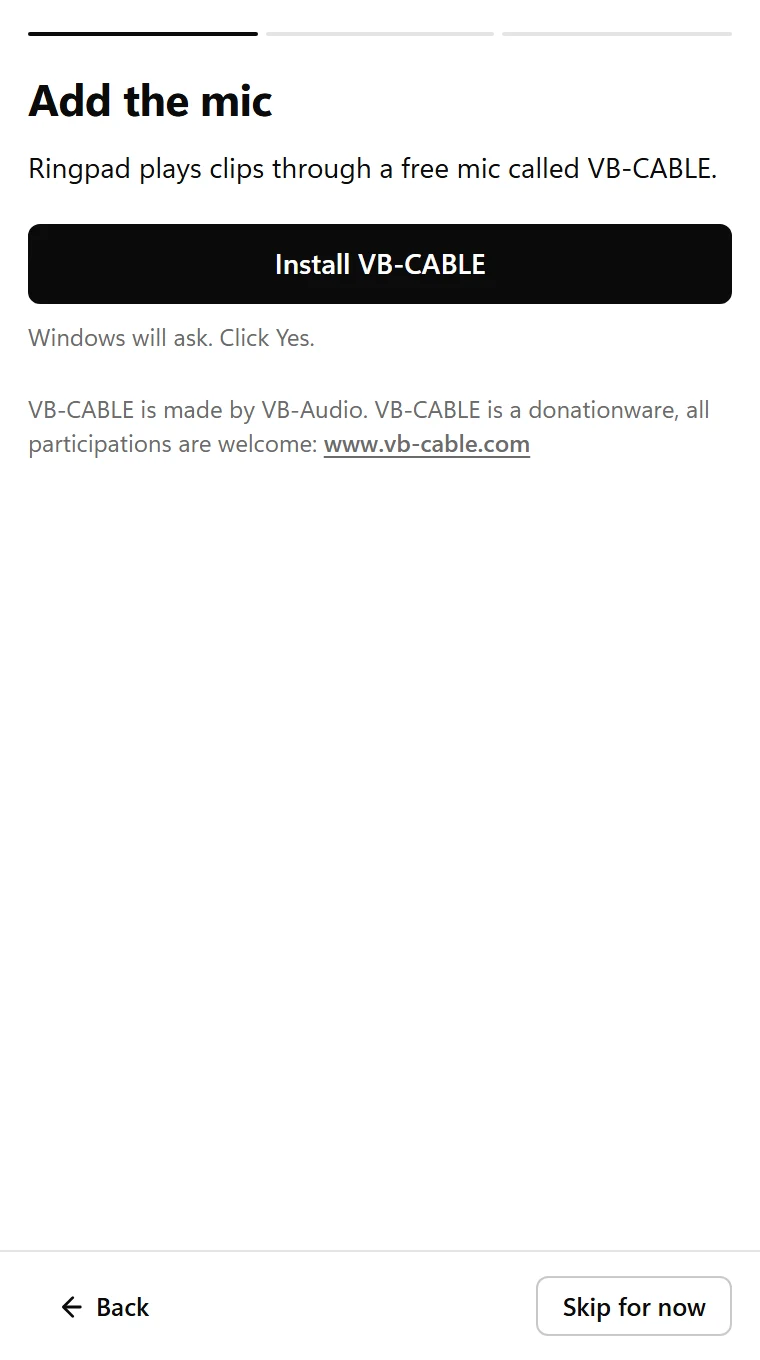 Add the mic
Ringpad plays clips through a free mic called VB-CABLE.
Install VB-CABLE
Windows will ask. Click Yes.
VB-CABLE is made by VB-Audio. VB-CABLE is a donationware, all
participations are welcome: www.vb-cable.com
Back
Skip for now